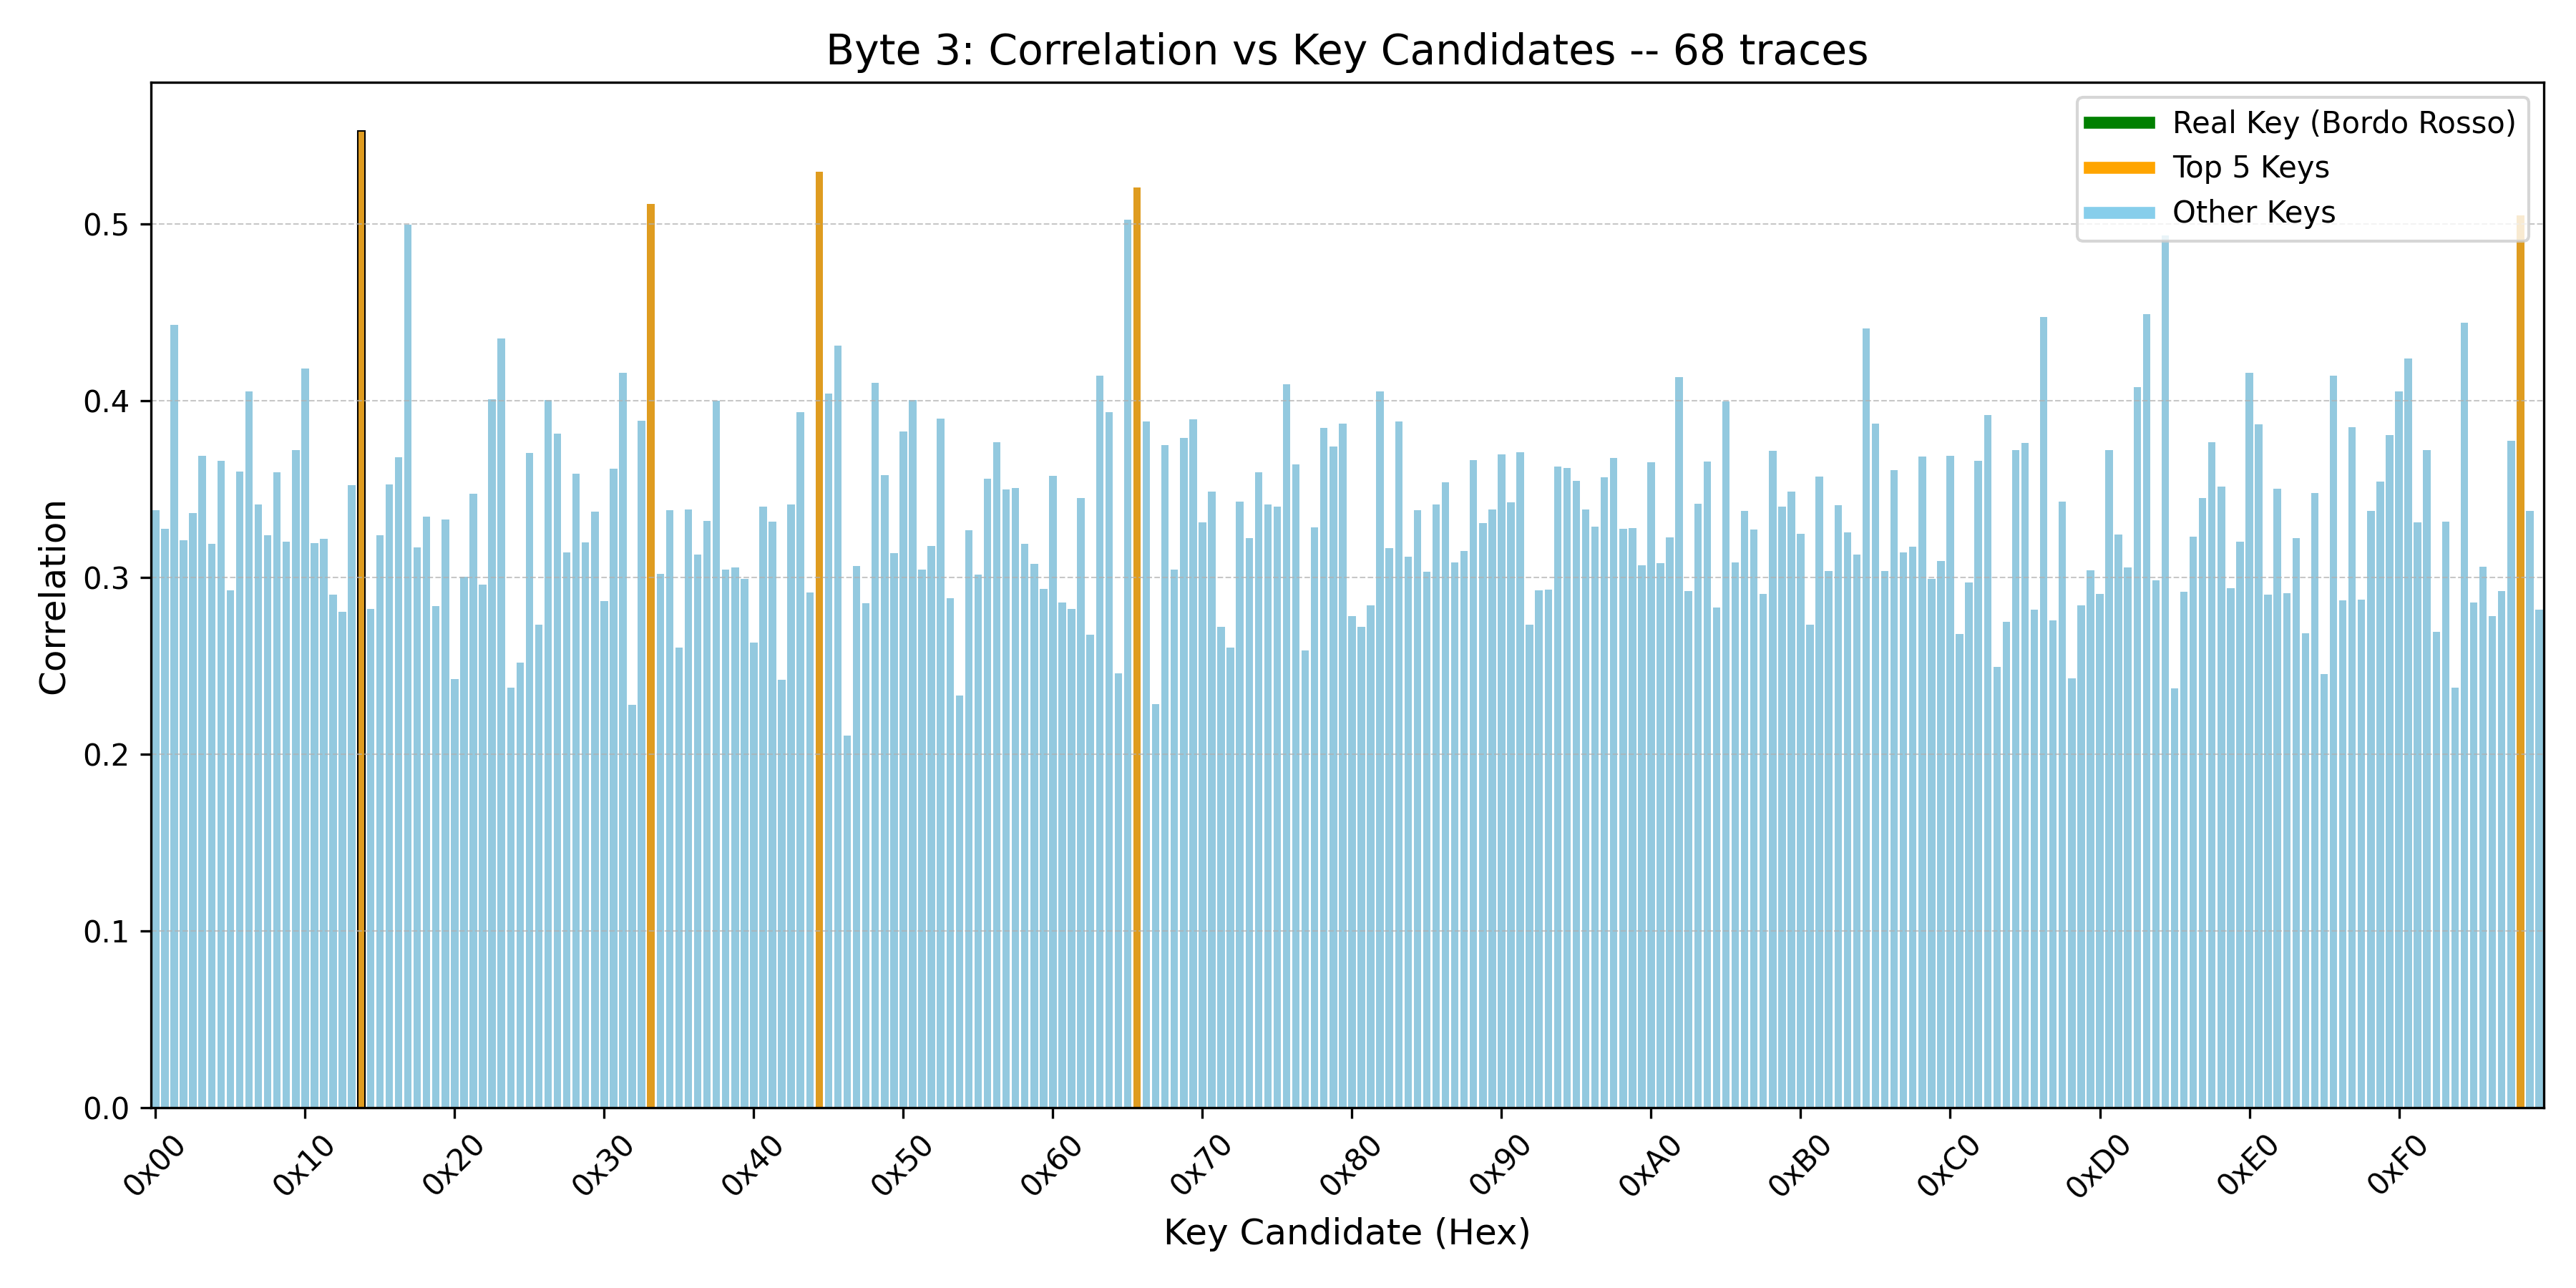 Byte 3: Correlation vs Key Candidates -- 68 traces
Real Key (Bordo Rosso)
Top 5 Keys
Other Keys
Correlation
0.5
0.4
0.3
0.2
0.1
0.0
0x00
0x10
0x20
0x30
0x40
0x50
0x60
0x70
0x80
0x90
0xA0
0xB0
0xC0
0xD0
0xE0
0xF0
Key Candidate (Hex)